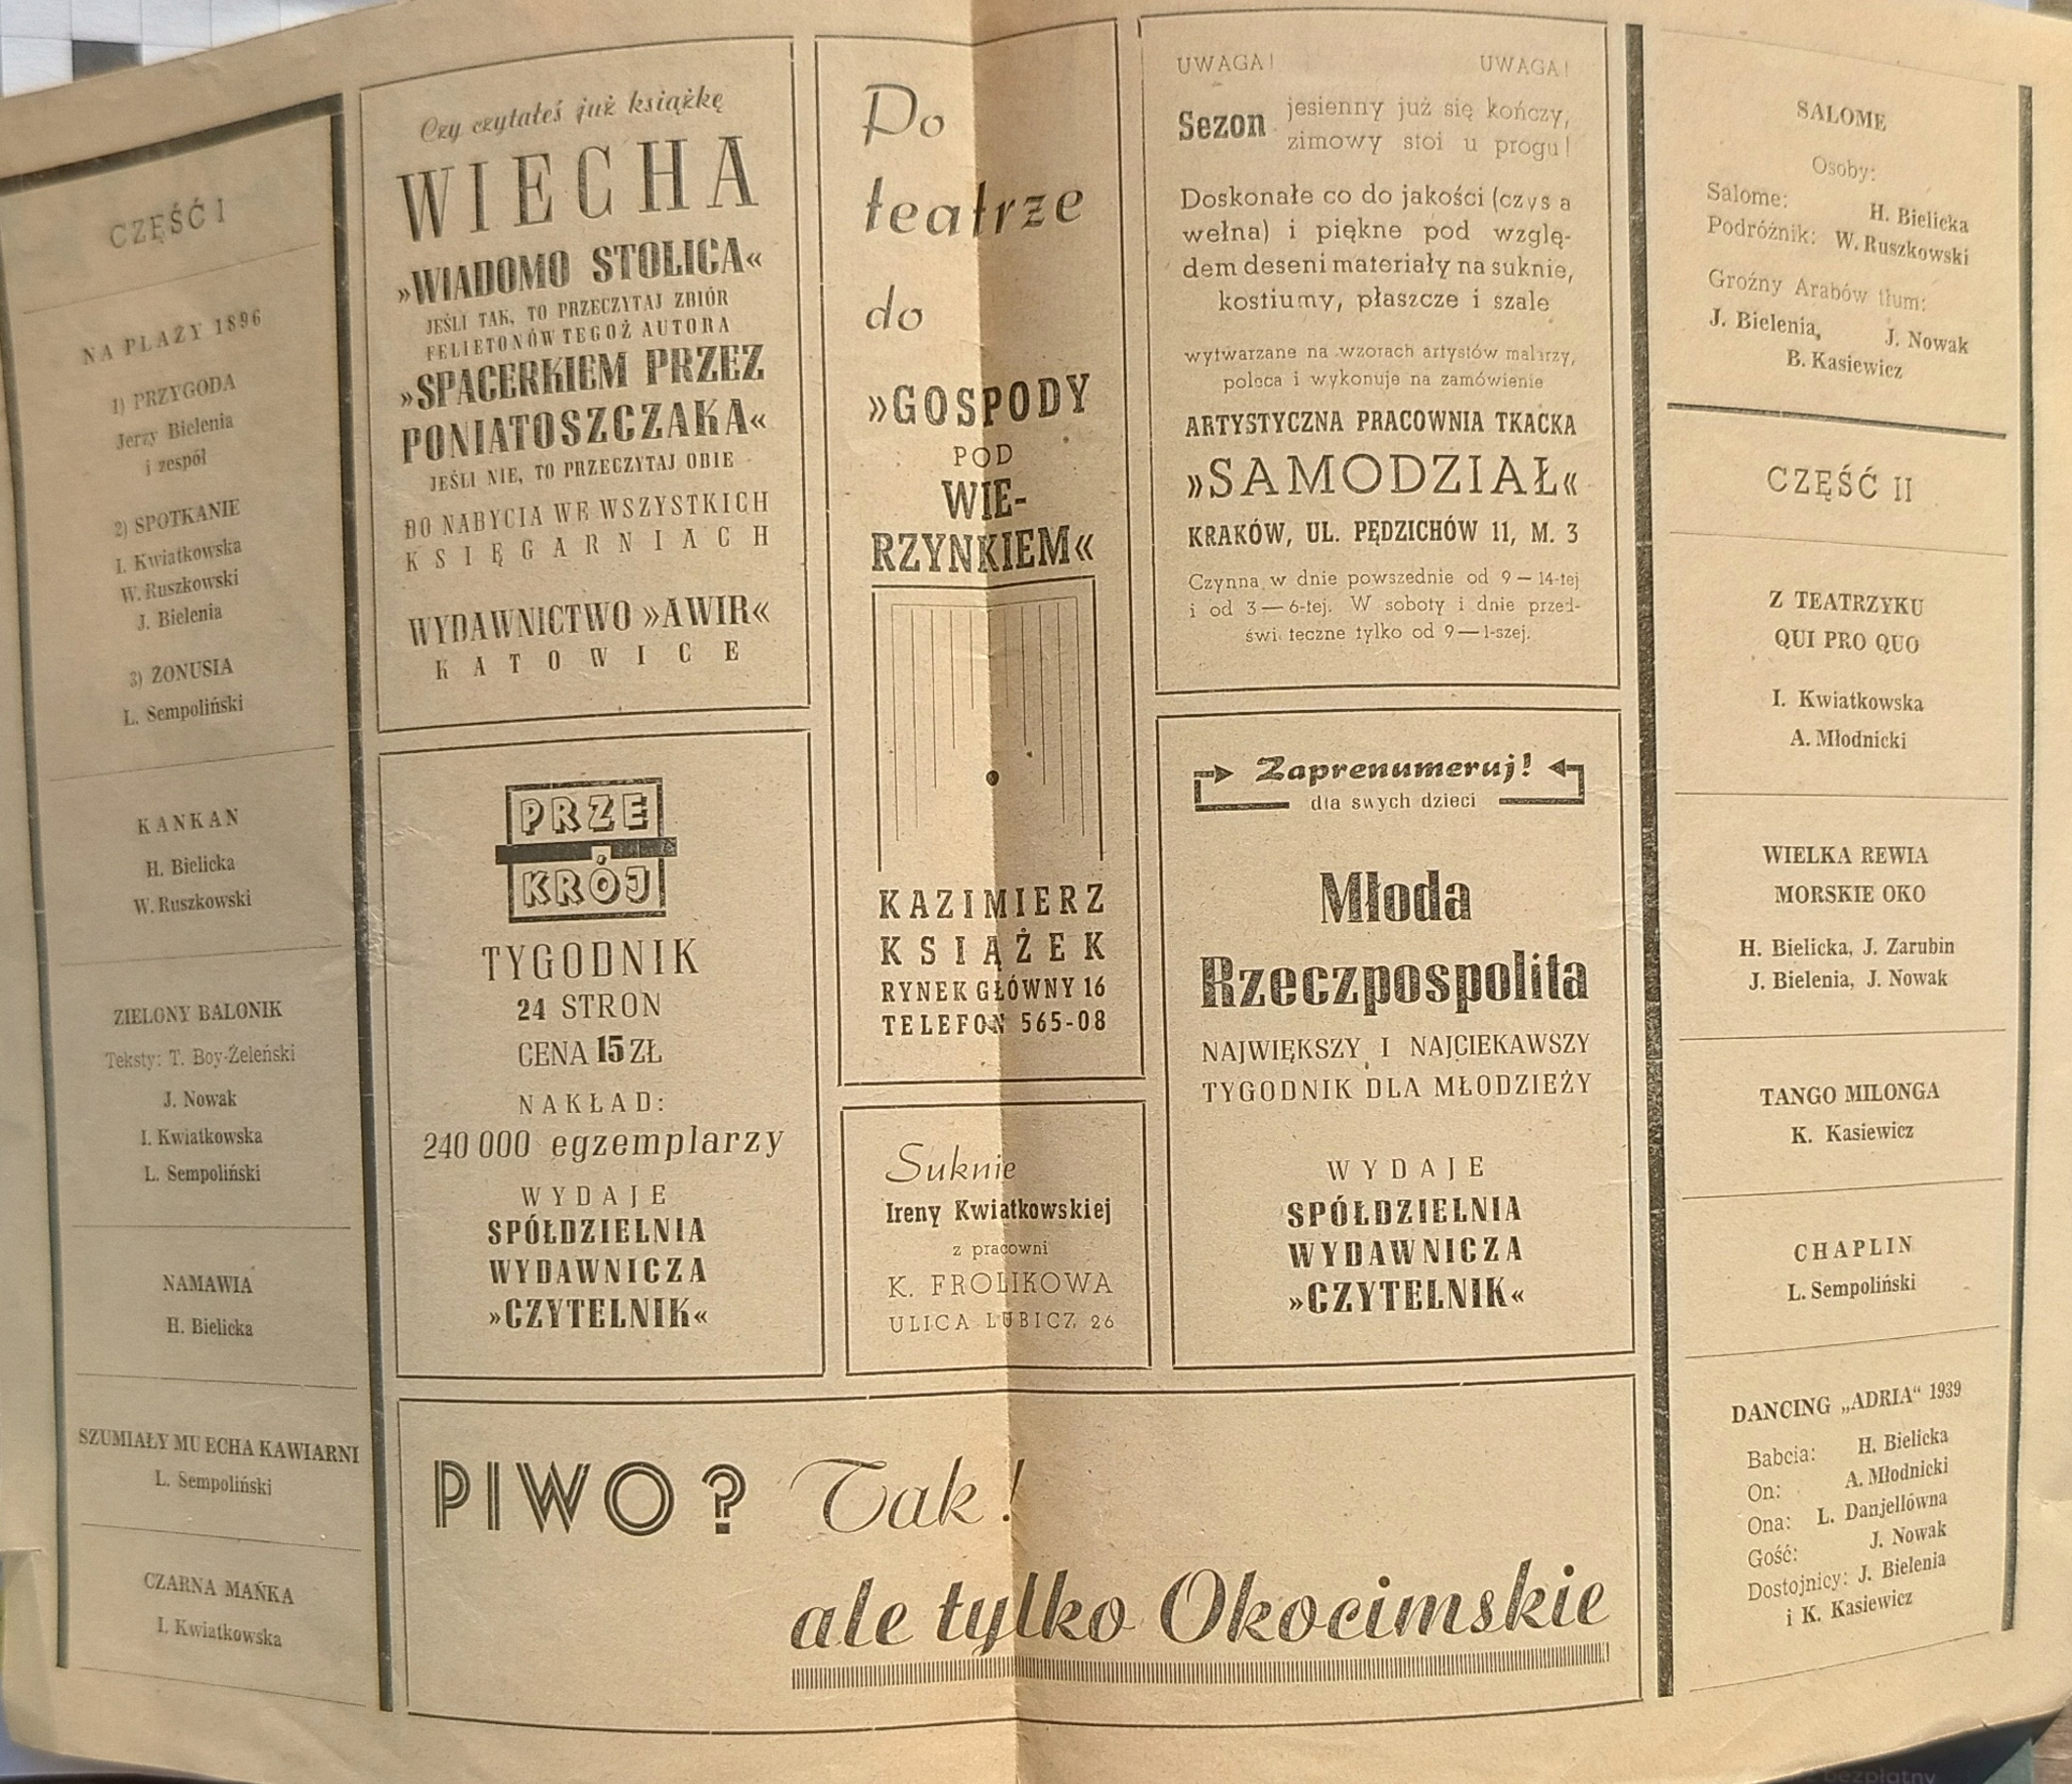 CZĘŚĆ I
NA PLAŻY 1896
1) PRZYGODA
Jerzy Bielenia
i zespół
2) SPOTKANIE
I. Kwiatkowska
W. Ruszkowski
J. Bielenia
3) ŻONUSIA
L. Sempoliński
KANKAN
H. Bielicka
W. Ruszkowski
ZIELONY BALONIK
Teksty: T. Boy-Żeleński
J. Nowak
I. Kwiatkowska
L. Sempoliński
NAMAWIA
H. Bielicka
SZUMIAŁY MU ECHA KAWIARNI
L. Sempoliński
CZARNA MAŃKA
I. Kwiatkowska
Czy czytałeś już książkę
WIECHA
»WIADOMO STOLICA«
JEŚLI TAK, TO PRZECZYTAJ ZBIÓR
FELIETONÓW TEGOŻ AUTORA
»SPACERKIEM PRZEZ
PONIATOSZCZAKA«
JEŚLI NIE, TO PRZECZYTAJ OBIE
DO NABYCIA WE WSZYSTKICH
KSIĘGARNIACH
WYDAWNICTWO »AWIR«
KATOWICE
PRZE
KRÓJ
TYGODNIK
24 STRON
CENA 15 ZŁ
NAKŁAD:
240 000 egzemplarzy
WYDAJE
SPÓŁDZIELNIA
WYDAWNICZA
»CZYTELNIK«
Po
teatrze
do
»GOSPODY
POD
WIE-
RZYNKIEM«
KAZIMIERZ
KSIĄŻEK
RYNEK GŁÓWNY 16
TELEFON 565-08
Suknie
Ireny Kwiatkowskiej
z pracowni
K. FROLIKOWA
ULICA LUBICZ 26
UWAGA! UWAGA!
Sezon jesienny już się kończy,
zimowy stoi u progu!
Doskonałe co do jakości (czys a
wełna) i piękne pod wzglę-
dem deseni materiały na suknie,
kostiumy, płaszcze i szale
wytwarzane na wzorach artystów malarzy,
poleca i wykonuje na zamówienie
ARTYSTYCZNA PRACOWNIA TKACKA
»SAMODZIAŁ«
KRAKÓW, UL. PĘDZICHÓW 11, M. 3
Czynna w dnie powszednie od 9 — 14-tej
i od 3 — 6-tej. W soboty i dnie przed-
świ teczne tylko od 9 — 1-szej.
Zaprenumeruj!
dla swych dzieci
Młoda
Rzeczpospolita
NAJWIĘKSZY I NAJCIEKAWSZY
TYGODNIK DLA MŁODZIEŻY
WYDAJE
SPÓŁDZIELNIA
WYDAWNICZA
»CZYTELNIK«
PIWO? Tak!
ale tylko Okocimskie
SALOME
Osoby:
Salome: H. Bielicka
Podróżnik: W. Ruszkowski
Groźny Arabów tłum:
J. Bielenia, J. Nowak
B. Kasiewicz
CZĘŚĆ II
Z TEATRZYKU
QUI PRO QUO
I. Kwiatkowska
A. Młodnicki
WIELKA REWIA
MORSKIE OKO
H. Bielicka, J. Zarubin
J. Bielenia, J. Nowak
TANGO MILONGA
K. Kasiewicz
CHAPLIN
L. Sempoliński
DANCING „ADRIA“ 1939
Babcia: H. Bielicka
On: A. Młodnicki
Ona: L. Danjellówna
Gość: J. Nowak
Dostojnicy: J. Bielenia
i K. Kasiewicz
bezpłatny